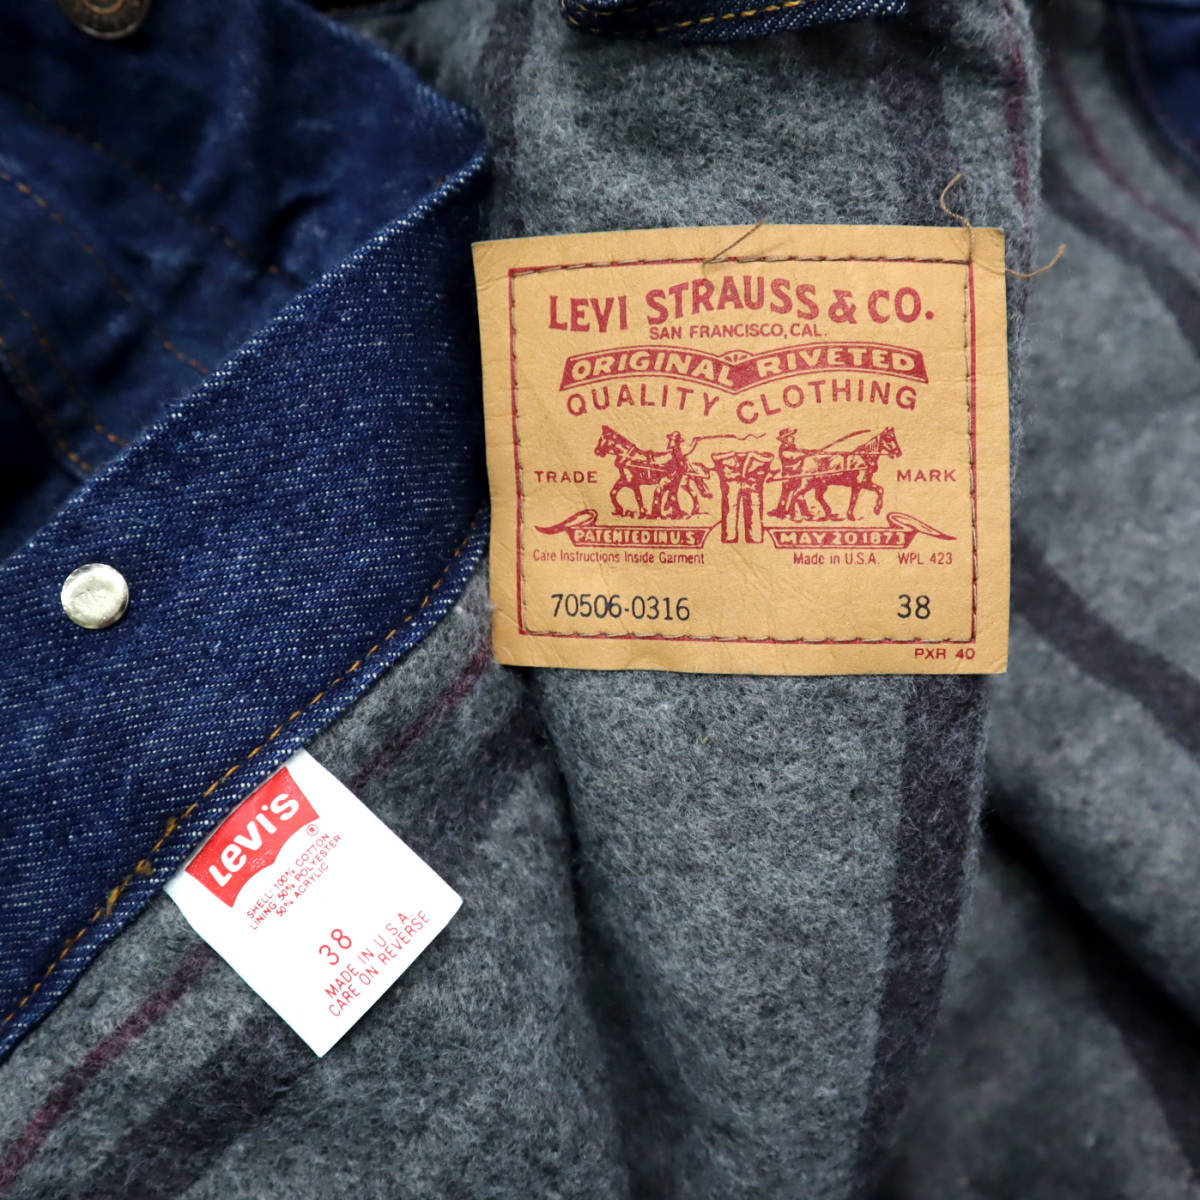 LEVI STRAUSS & CO.
SAN FRANCISCO, CAL.
ORIGINAL RIVETED
QUALITY CLOTHING
TRADE MARK
PATENTED IN U.S. MAY 20 1873
Care Instructions Inside Garment Made in U.S.A. WPL 423
70506-0316 38
PXR 40
Levi's ®
SHELL: 100% COTTON
LINING: 50% POLYESTER
50% ACRYLIC
38
MADE IN U.S.A.
CARE ON REVERSE